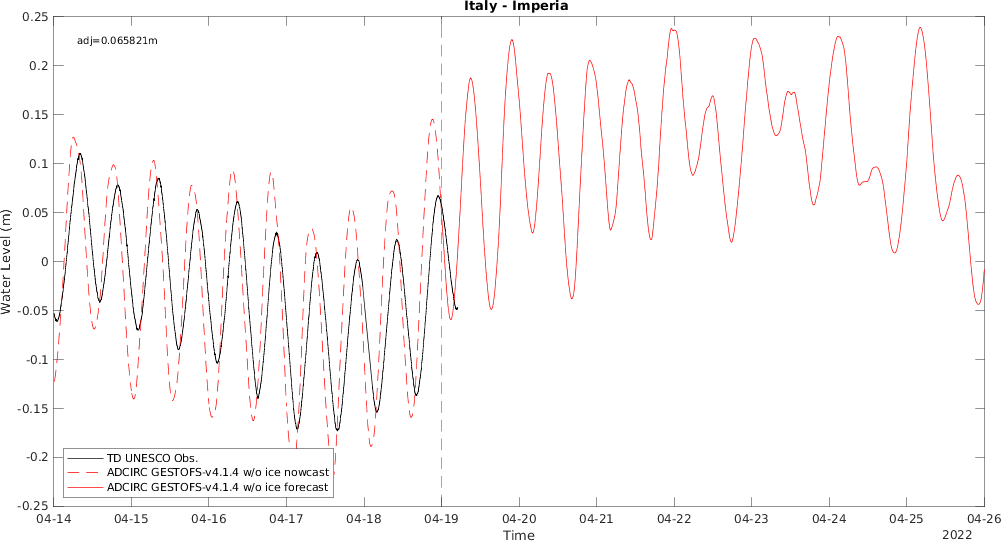 Italy - Imperia
adj=0.065821m
0.25
0.2
0.15
0.1
0.05
0
-0.05
-0.1
-0.15
-0.2
-0.25
Water Level (m)
TD UNESCO Obs.
ADCIRC GESTOFS-v4.1.4 w/o ice nowcast
ADCIRC GESTOFS-v4.1.4 w/o ice forecast
04-14 04-15 04-16 04-17 04-18 04-19 04-20 04-21 04-22 04-23 04-24 04-25 04-26
Time
2022